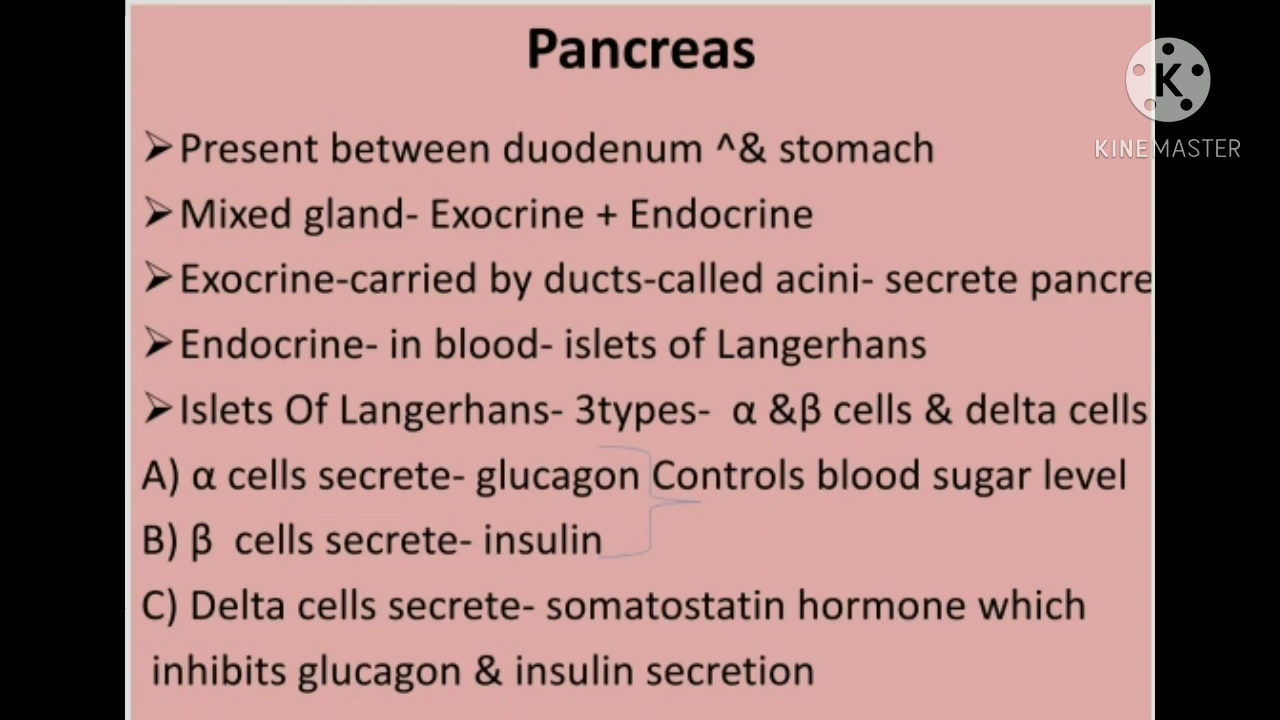 Pancreas
➢Present between duodenum ^& stomach
➢Mixed gland- Exocrine + Endocrine
➢Exocrine-carried by ducts-called acini- secrete pancre
➢Endocrine- in blood- islets of Langerhans
➢Islets Of Langerhans- 3types- α &β cells & delta cells
A) α cells secrete- glucagon Controls blood sugar level
B) β cells secrete- insulin
C) Delta cells secrete- somatostatin hormone which
inhibits glucagon & insulin secretion
K
KINEMASTER